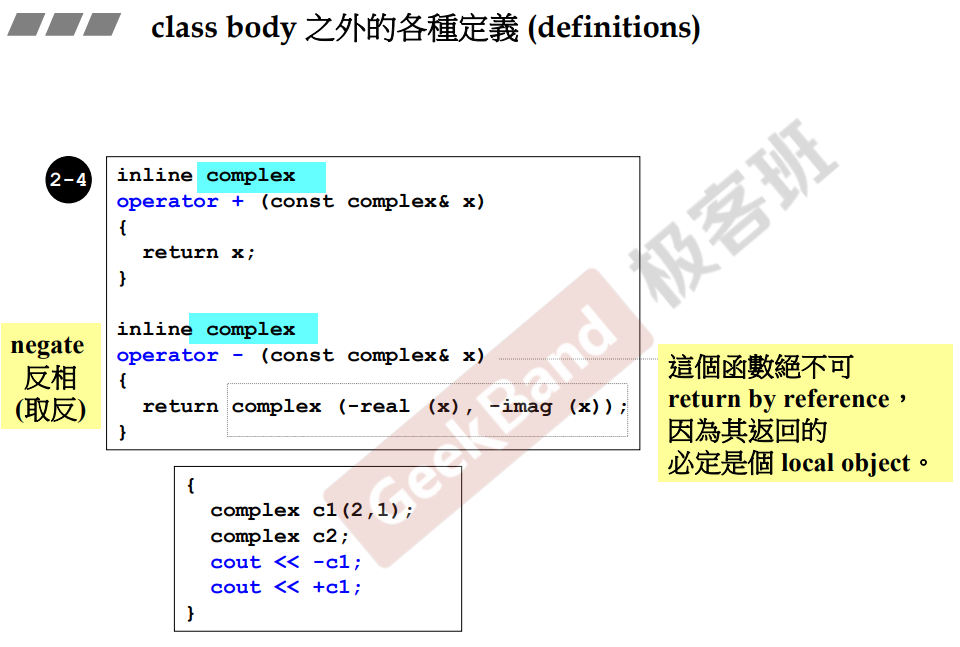 class body 之外的各種定義 (definitions)
2-4
inline complex
operator + (const complex& x)
{
return x;
}
inline complex
operator - (const complex& x)
{
return complex (-real (x), -imag (x));
}
negate
反相
(取反)
這個函數絕不可
return by reference，
因為其返回的
必定是個 local object。
{
complex c1(2,1);
complex c2;
cout << -c1;
cout << +c1;
}
GeekBand 极客班